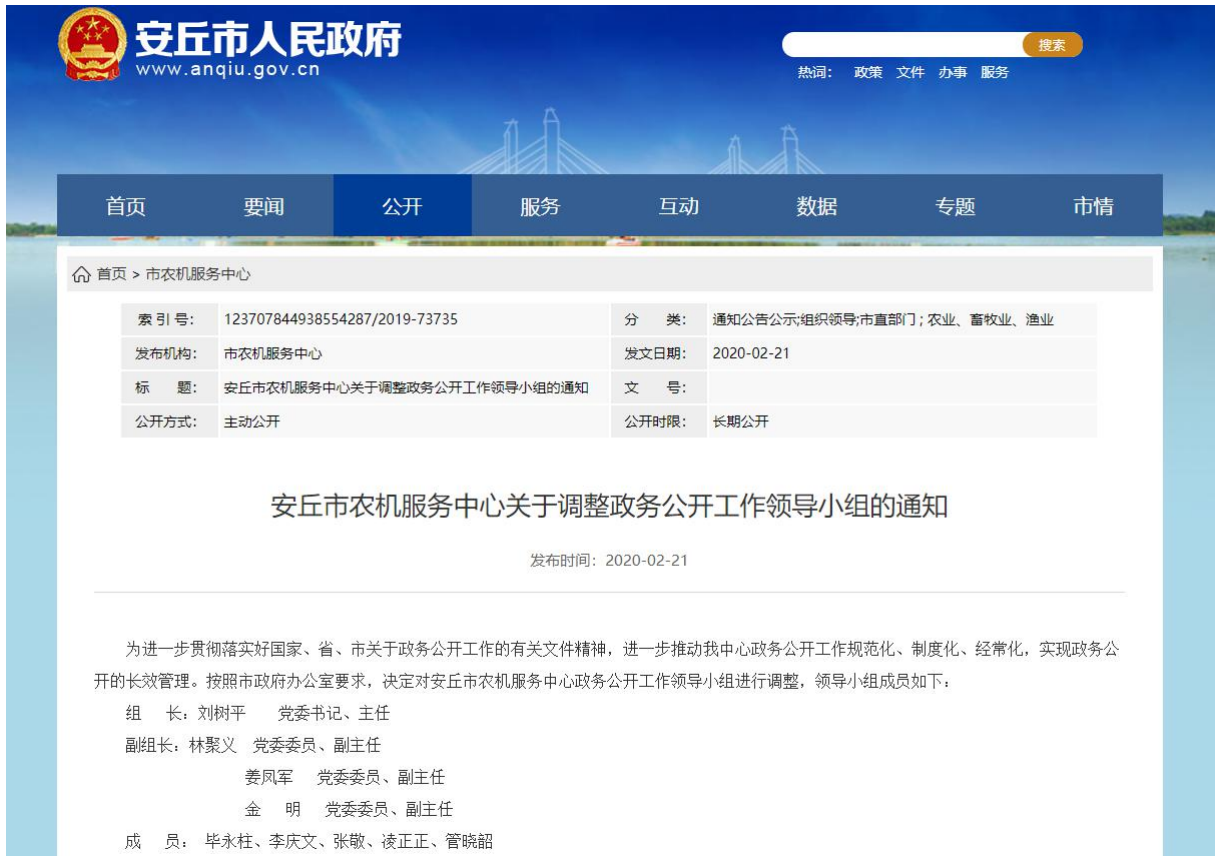 安丘市人民政府
www.anqiu.gov.cn
搜索
热词： 政策 文件 办事 服务
首页 要闻 公开 服务 互动 数据 专题 市情
首页 > 市农机服务中心
索 引 号： 123707844938554287/2019-73735 分 类： 通知公告公示;组织领导;市直部门 ; 农业、畜牧业、渔业
发布机构： 市农机服务中心 发文日期： 2020-02-21
标 题： 安丘市农机服务中心关于调整政务公开工作领导小组的通知 文 号：
公开方式： 主动公开 公开时限： 长期公开
安丘市农机服务中心关于调整政务公开工作领导小组的通知
发布时间：2020-02-21
为进一步贯彻落实好国家、省、市关于政务公开工作的有关文件精神，进一步推动我中心政务公开工作规范化、制度化、经常化，实现政务公
开的长效管理。按照市政府办公室要求，决定对安丘市农机服务中心政务公开工作领导小组进行调整，领导小组成员如下：
组 长：刘树平 党委书记、主任
副组长：林聚义 党委委员、副主任
姜凤军 党委委员、副主任
金 明 党委委员、副主任
成 员： 毕永柱、李庆文、张敬、凌正正、管晓韶